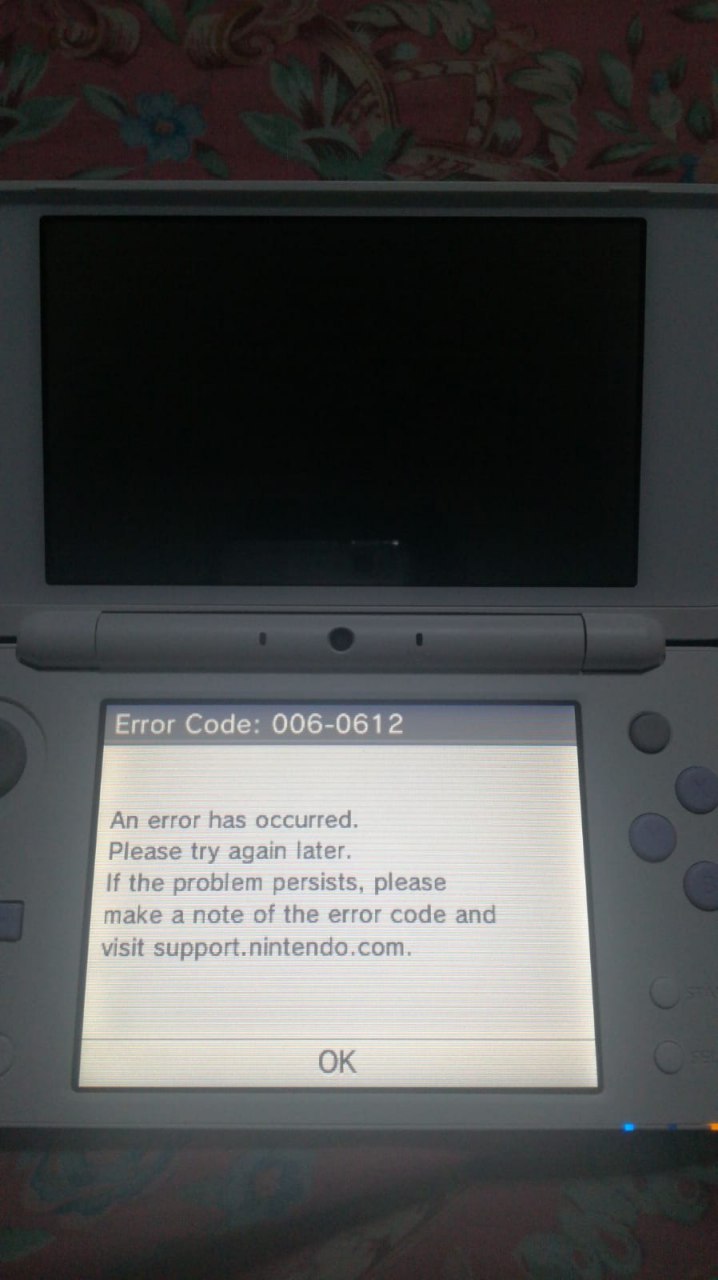 Error Code: 006-0612
An error has occurred.
Please try again later.
If the problem persists, please
make a note of the error code and
visit support.nintendo.com.
OK